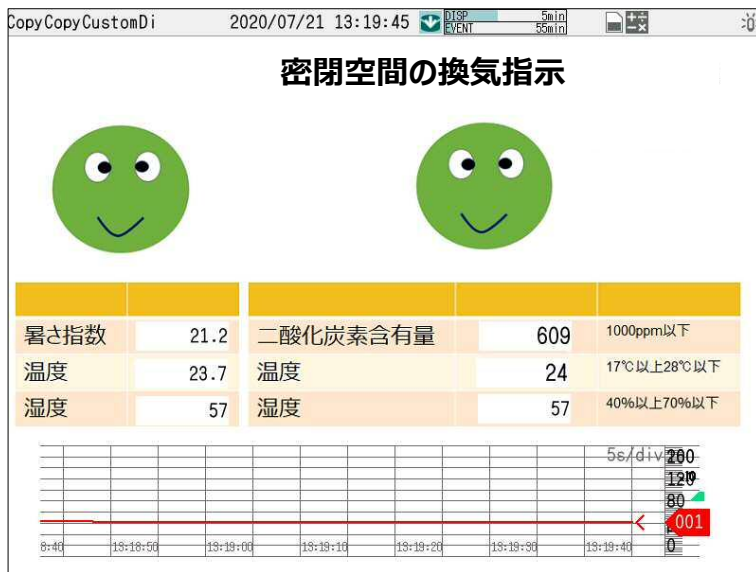 CopyCopyCustomDi 2020/07/21 13:19:45 DISP 5min
EVENT 55min
密閉空間の換気指示
暑さ指数 21.2 二酸化炭素含有量 609 1000ppm以下
温度 23.7 温度 24 17℃以上28℃以下
湿度 57 湿度 57 40%以上70%以下
5s/div
80
001
8:40 13:18:50 13:19:00 13:19:10 13:19:20 13:19:30 13:19:40 0